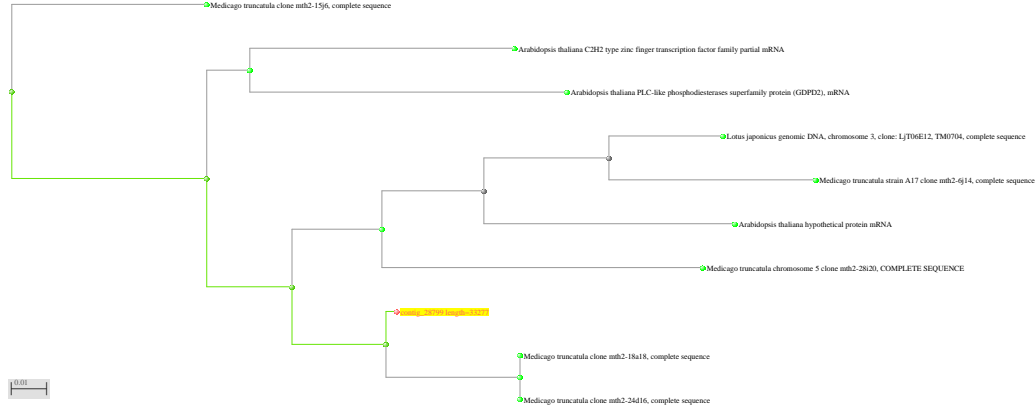 Medicago truncatula clone mth2-15j6, complete sequence
Arabidopsis thaliana C2H2 type zinc finger transcription factor family partial mRNA
Arabidopsis thaliana PLC-like phosphodiesterases superfamily protein (GDPD2), mRNA
Lotus japonicus genomic DNA, chromosome 3, clone: LjT06E12, TM0704, complete sequence
Medicago truncatula strain A17 clone mth2-6j14, complete sequence
Arabidopsis thaliana hypothetical protein mRNA
Medicago truncatula chromosome 5 clone mth2-28i20, COMPLETE SEQUENCE
contig_28799 length=33277
Medicago truncatula clone mth2-18a18, complete sequence
0.01
Medicago truncatula clone mth2-24d16, complete sequence